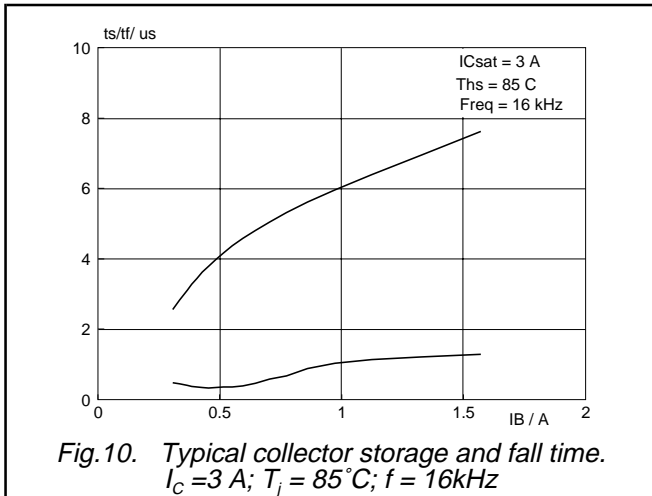 ts/tf/ us
10
8
6
4
2
0
ICsat = 3 A
Ths = 85 C
Freq = 16 kHz
0 0.5 1 1.5 2
IB / A
Fig.10. Typical collector storage and fall time.
IC =3 A; Tj = 85˚C; f = 16kHz